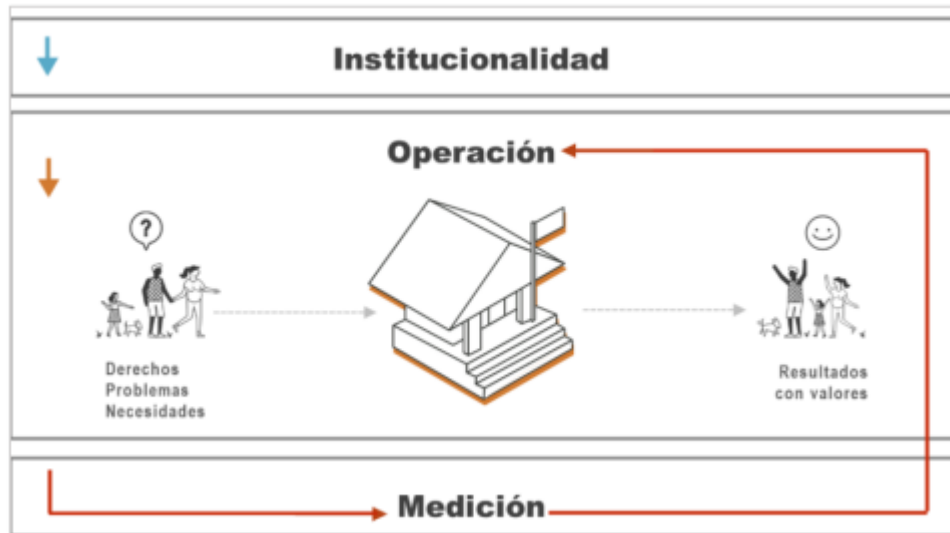 Institucionalidad
Operación
?
Derechos
Problemas
Necesidades
Resultados
con valores
Medición